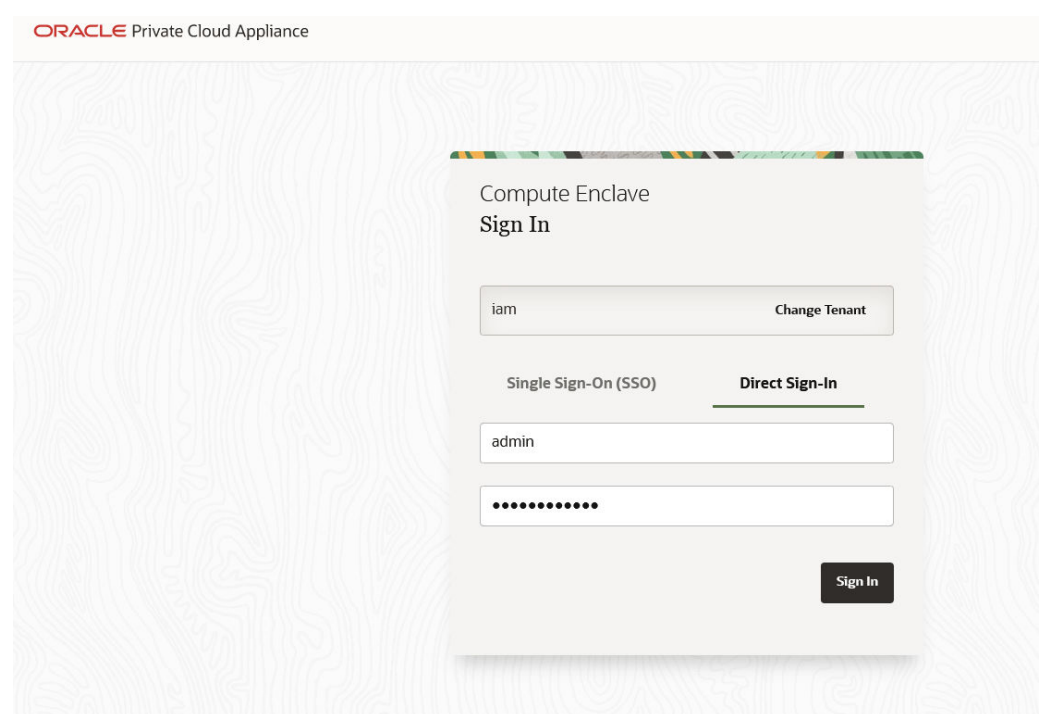 ORACLE Private Cloud Appliance
Compute Enclave
Sign In
iam Change Tenant
Single Sign-On (SSO) Direct Sign-In
admin
••••••••••••
Sign In